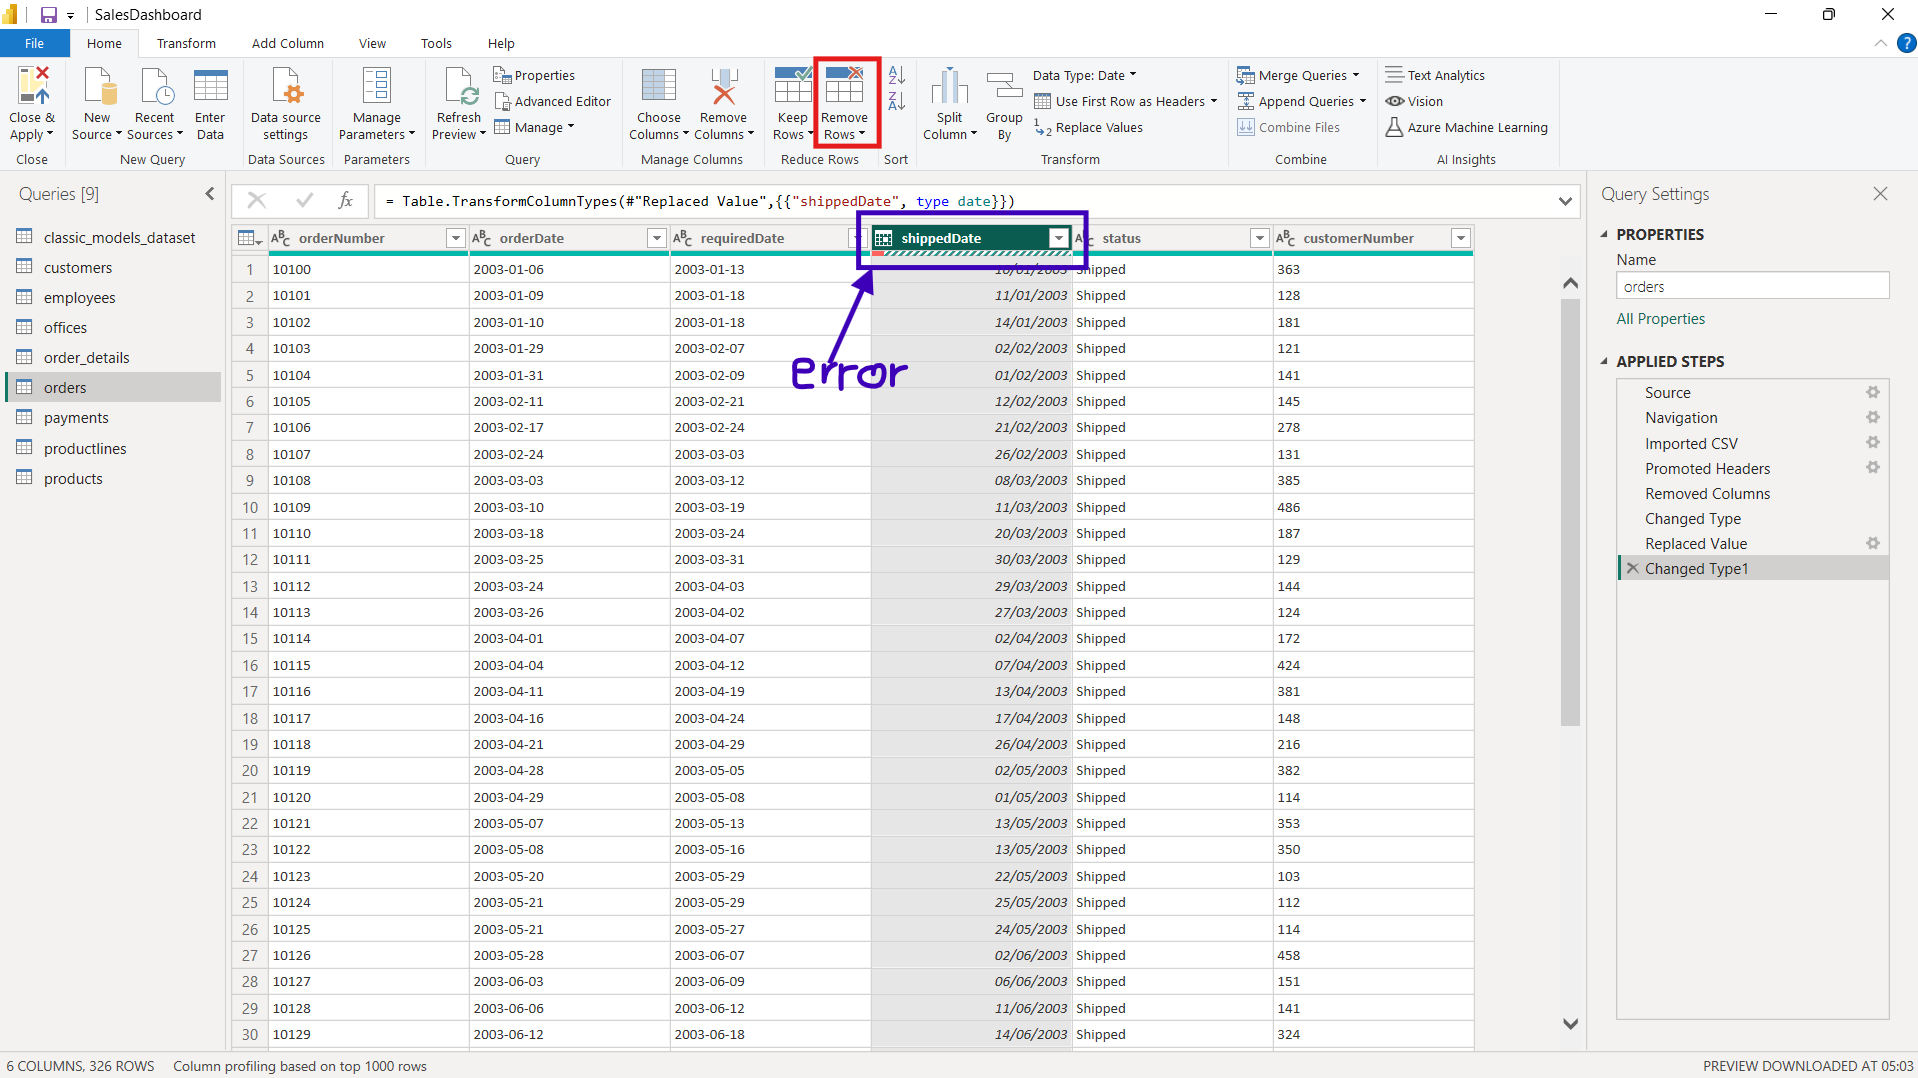 SalesDashboard
File Home Transform Add Column View Tools Help
Close & Apply
Close
New Source
Recent Sources
Enter Data
New Query
Data source settings
Data Sources
Manage Parameters
Parameters
Refresh Preview
Properties
Advanced Editor
Manage
Query
Choose Columns
Remove Columns
Manage Columns
Keep Rows
Remove Rows
Reduce Rows
Sort
Split Column
Group By
Data Type: Date
Use First Row as Headers
Replace Values
Transform
Merge Queries
Append Queries
Combine Files
Combine
Text Analytics
Vision
Azure Machine Learning
AI Insights
Queries [9]
classic_models_dataset
customers
employees
offices
order_details
orders
payments
productlines
products
fx = Table.TransformColumnTypes(#"Replaced Value",{{"shippedDate", type date}})
orderNumber orderDate requiredDate shippedDate status customerNumber
1 10100 2003-01-06 2003-01-13 10/01/2003 Shipped 363
2 10101 2003-01-09 2003-01-18 11/01/2003 Shipped 128
3 10102 2003-01-10 2003-01-18 14/01/2003 Shipped 181
4 10103 2003-01-29 2003-02-07 02/02/2003 Shipped 121
5 10104 2003-01-31 2003-02-09 01/02/2003 Shipped 141
6 10105 2003-02-11 2003-02-21 12/02/2003 Shipped 145
7 10106 2003-02-17 2003-02-24 21/02/2003 Shipped 278
8 10107 2003-02-24 2003-03-03 26/02/2003 Shipped 131
9 10108 2003-03-03 2003-03-12 08/03/2003 Shipped 385
10 10109 2003-03-10 2003-03-19 11/03/2003 Shipped 486
11 10110 2003-03-18 2003-03-24 20/03/2003 Shipped 187
12 10111 2003-03-25 2003-03-31 30/03/2003 Shipped 129
13 10112 2003-03-24 2003-04-03 29/03/2003 Shipped 144
14 10113 2003-03-26 2003-04-02 27/03/2003 Shipped 124
15 10114 2003-04-01 2003-04-07 02/04/2003 Shipped 172
16 10115 2003-04-04 2003-04-12 07/04/2003 Shipped 424
17 10116 2003-04-11 2003-04-19 13/04/2003 Shipped 381
18 10117 2003-04-16 2003-04-24 17/04/2003 Shipped 148
19 10118 2003-04-21 2003-04-29 26/04/2003 Shipped 216
20 10119 2003-04-28 2003-05-05 02/05/2003 Shipped 382
21 10120 2003-04-29 2003-05-08 01/05/2003 Shipped 114
22 10121 2003-05-07 2003-05-13 13/05/2003 Shipped 353
23 10122 2003-05-08 2003-05-16 13/05/2003 Shipped 350
24 10123 2003-05-20 2003-05-29 22/05/2003 Shipped 103
25 10124 2003-05-21 2003-05-29 25/05/2003 Shipped 112
26 10125 2003-05-21 2003-05-27 24/05/2003 Shipped 114
27 10126 2003-05-28 2003-06-07 02/06/2003 Shipped 458
28 10127 2003-06-03 2003-06-09 06/06/2003 Shipped 151
29 10128 2003-06-06 2003-06-12 11/06/2003 Shipped 141
30 10129 2003-06-12 2003-06-18 14/06/2003 Shipped 324
error
Query Settings
PROPERTIES
Name
orders
All Properties
APPLIED STEPS
Source
Navigation
Imported CSV
Promoted Headers
Removed Columns
Changed Type
Replaced Value
Changed Type1
6 COLUMNS, 326 ROWS Column profiling based on top 1000 rows
PREVIEW DOWNLOADED AT 05:03